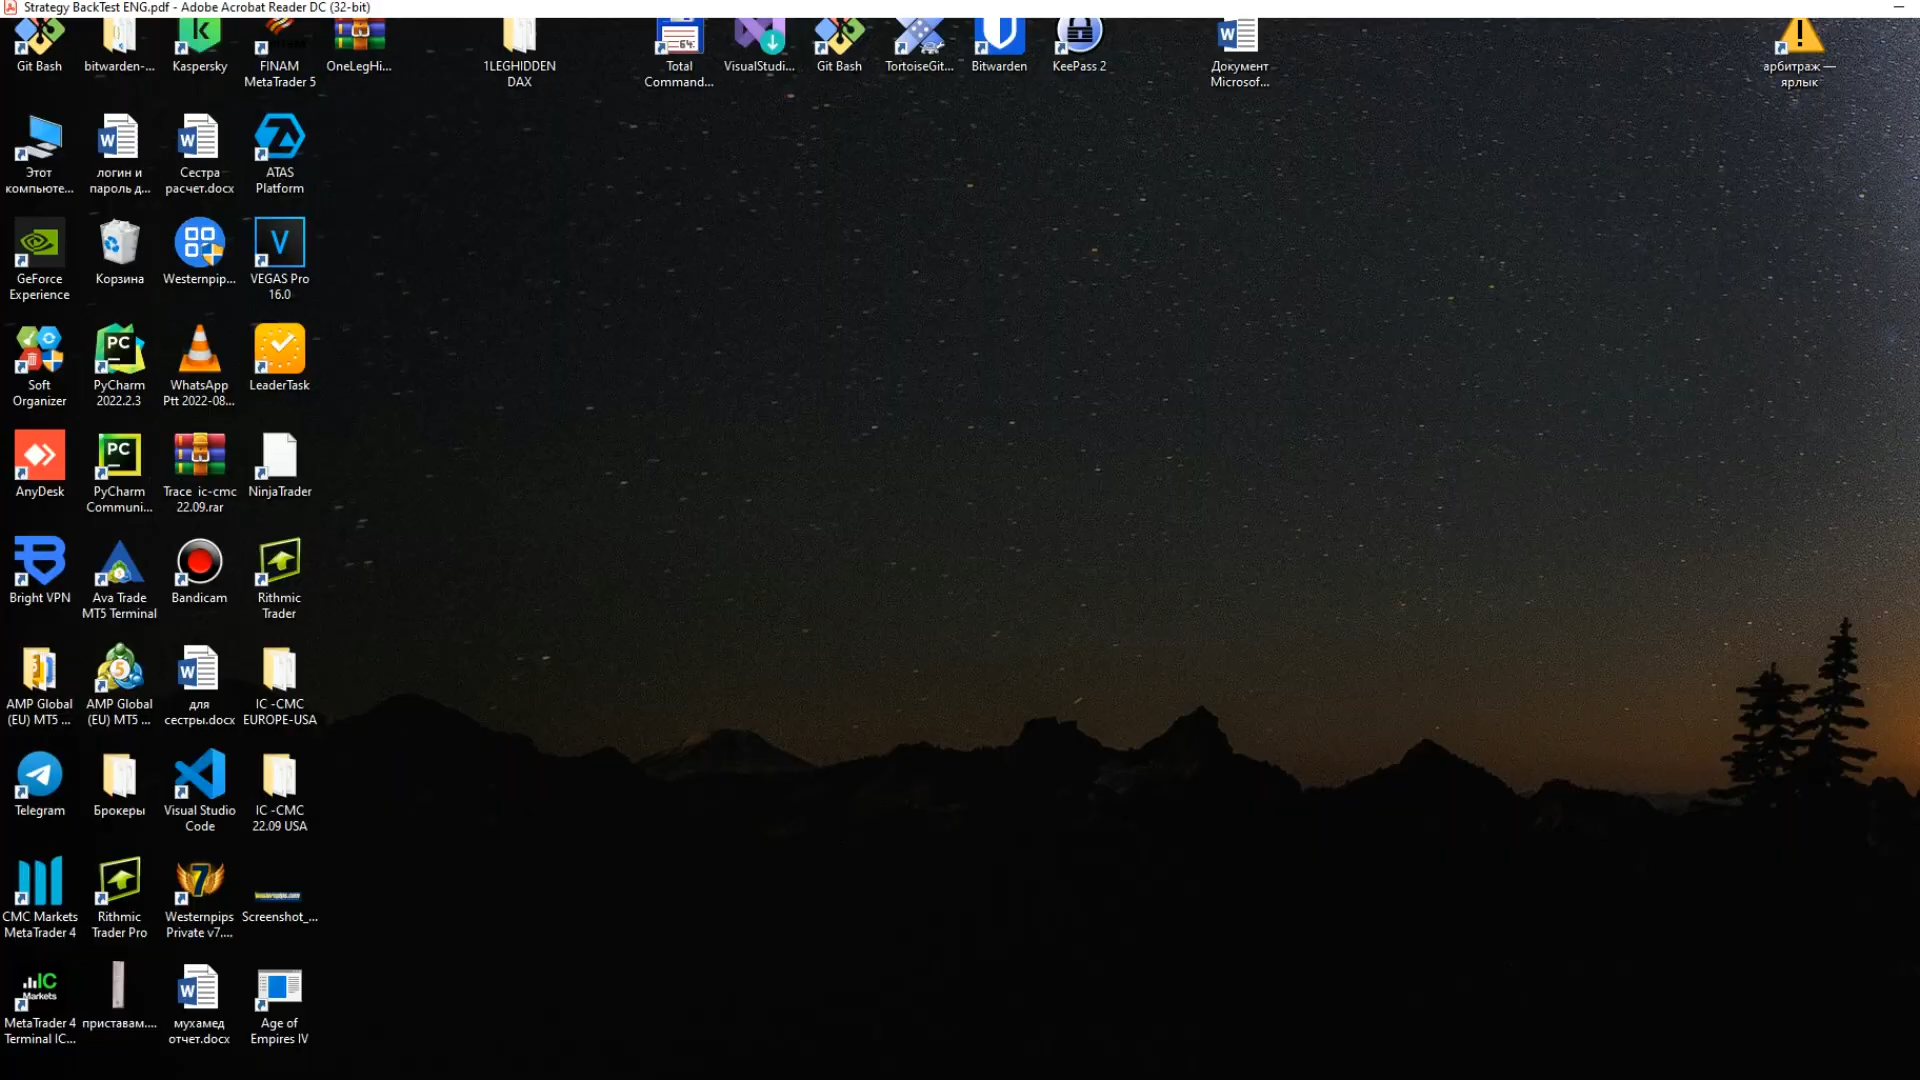 Strategy BackTest ENG.pdf - Adobe Acrobat Reader DC (32-bit)
Git Bash
bitwarden-...
Kaspersky
FINAM
MetaTrader 5
OneLegHi...
1LEGHIDDEN
DAX
Total
Command...
VisualStudi...
Git Bash
TortoiseGit...
Bitwarden
KeePass 2
Документ
Microsof...
арбитраж —
ярлык
Этот
компьюте...
логин и
пароль д...
Сестра
расчет.docx
ATAS
Platform
GeForce
Experience
Корзина
Westernpip...
VEGAS Pro
16.0
Soft
Organizer
PyCharm
2022.2.3
WhatsApp
Ptt 2022-08...
LeaderTask
AnyDesk
PyCharm
Communi...
Trace ic-cmc
22.09.rar
NinjaTrader
Bright VPN
Ava Trade
MT5 Terminal
Bandicam
Rithmic
Trader
AMP Global
(EU) MT5 ...
AMP Global
(EU) MT5 ...
для
сестры.docx
IC -CMC
EUROPE-USA
Telegram
Брокеры
Visual Studio
Code
IC -CMC
22.09 USA
CMC Markets
MetaTrader 4
Rithmic
Trader Pro
Westernpips
Private v7....
Screenshot_...
IC
Markets
MetaTrader 4
Terminal IC...
приставам....
мухамед
отчет.docx
Age of
Empires IV